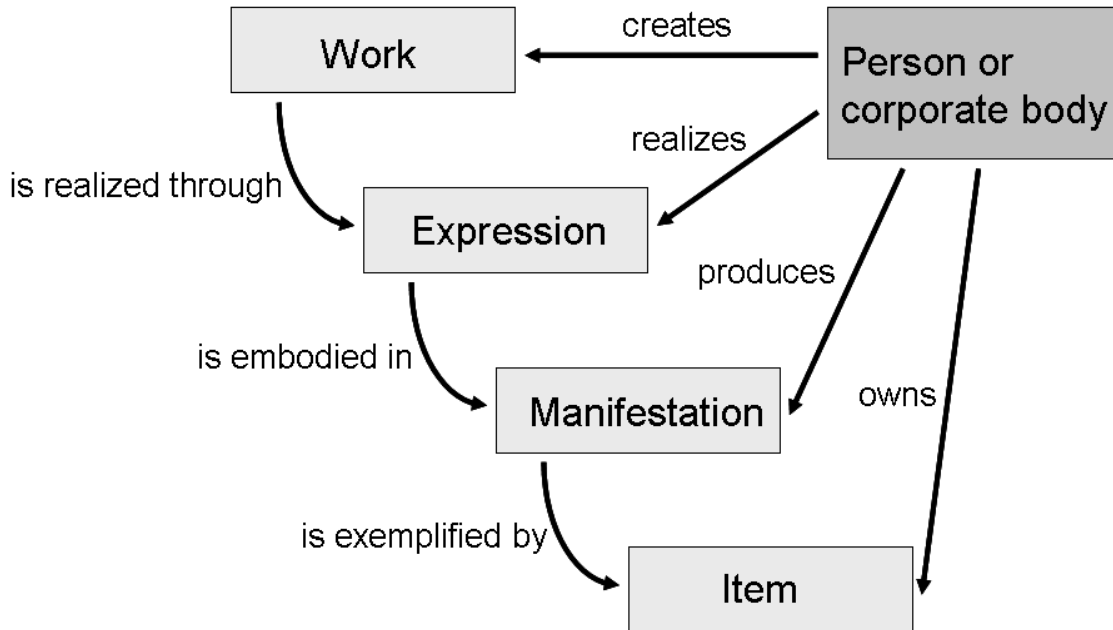 creates
Work
Person or
corporate body
realizes
is realized through
Expression
produces
is embodied in
owns
Manifestation
is exemplified by
Item